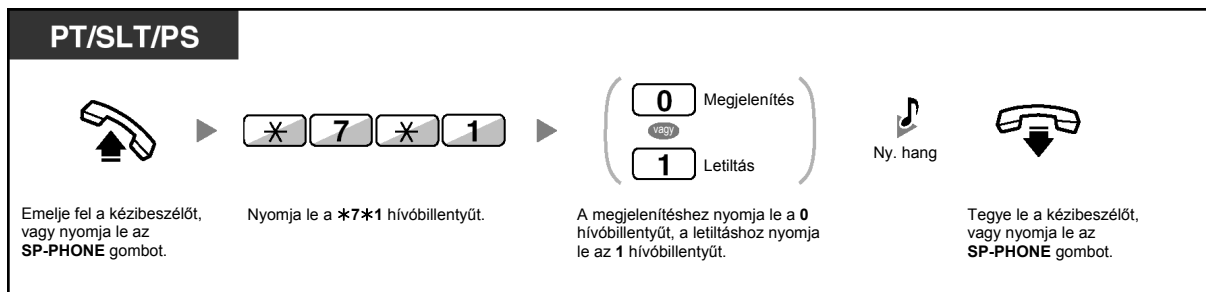 PT/SLT/PS
* 7 * 1
0 Megjelenítés
vagy
1 Letiltás
Ny. hang
Emelje fel a kézibeszélőt,
vagy nyomja le az
SP-PHONE gombot.
Nyomja le a *7*1 hívóbillentyűt.
A megjelenítéshez nyomja le a 0
hívóbillentyűt, a letiltáshoz nyomja
le az 1 hívóbillentyűt.
Tegye le a kézibeszélőt,
vagy nyomja le az
SP-PHONE gombot.